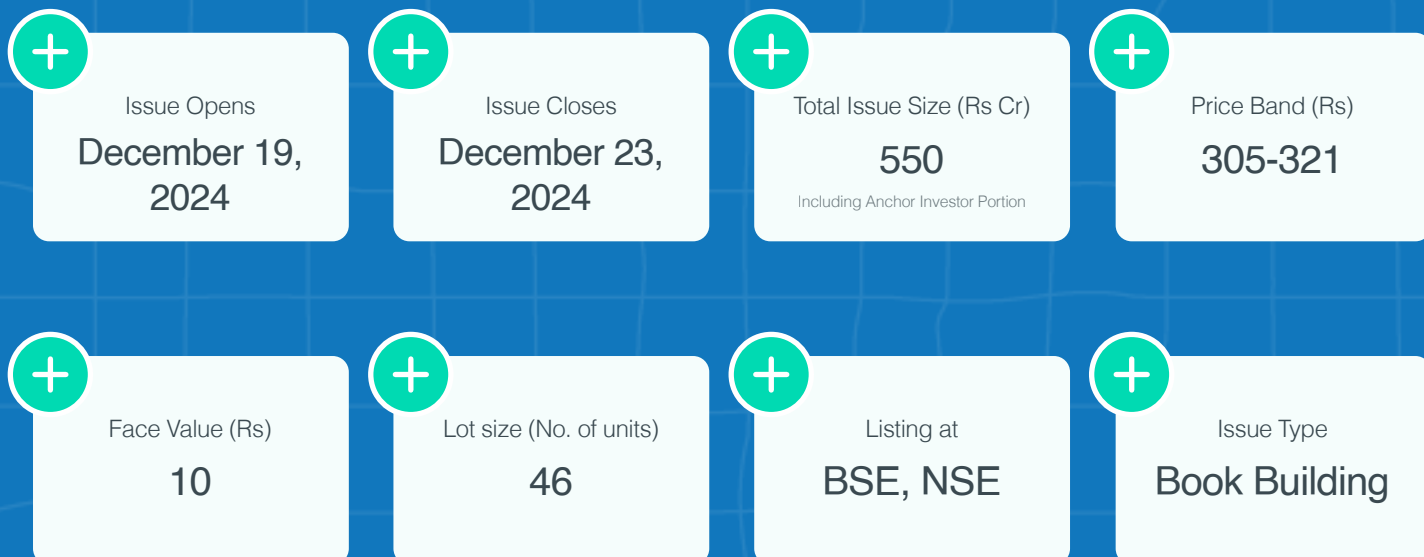 Issue Opens
December 19,
2024
Issue Closes
December 23,
2024
Total Issue Size (Rs Cr)
550
Including Anchor Investor Portion
Price Band (Rs)
305-321
Face Value (Rs)
10
Lot size (No. of units)
46
Listing at
BSE, NSE
Issue Type
Book Building